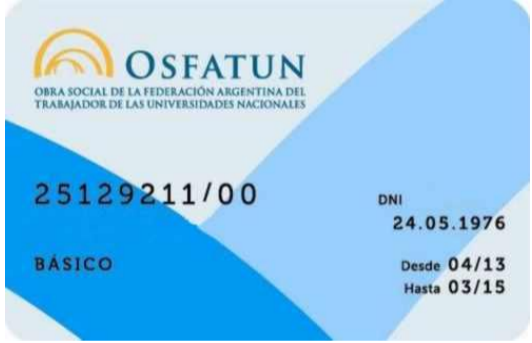 OSFATUN
OBRA SOCIAL DE LA FEDERACIÓN ARGENTINA DEL
TRABAJADOR DE LAS UNIVERSIDADES NACIONALES
25129211/00
DNI
24.05.1976
BÁSICO
Desde 04/13
Hasta 03/15